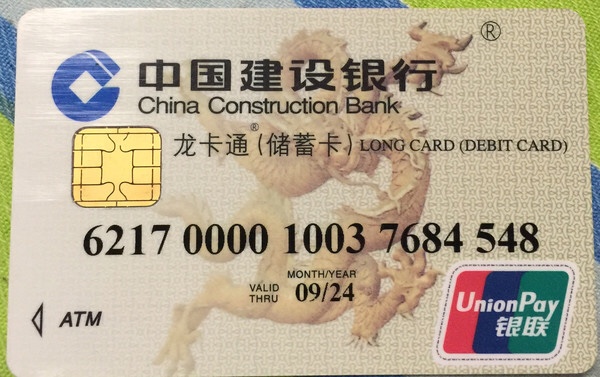 ®
中国建设银行
China Construction Bank
龙卡通®(储蓄卡) LONG CARD (DEBIT CARD)
6217 0000 1003 7684 548
MONTH/YEAR
VALID THRU 09/24
ATM
UnionPay
银联